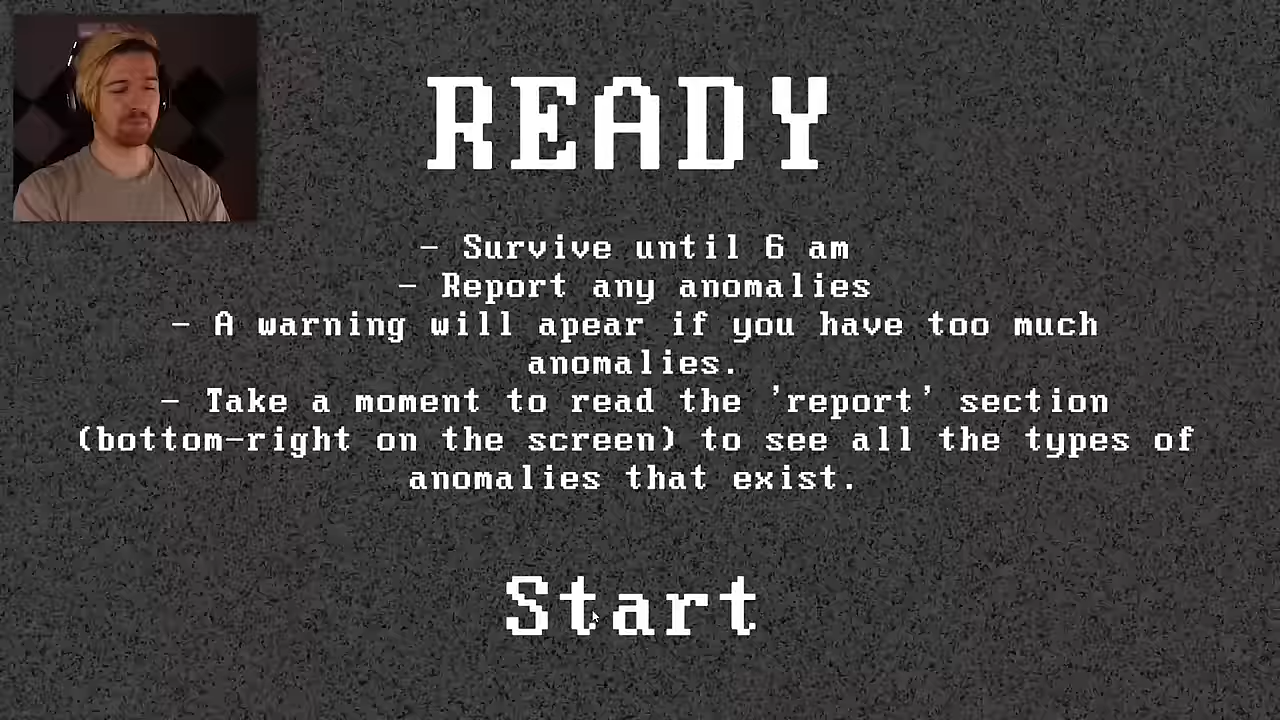 READY
- Survive until 6 am
- Report any anomalies
- A warning will apear if you have too much
anomalies.
- Take a moment to read the 'report' section
(bottom-right on the screen) to see all the types of
anomalies that exist.
Start